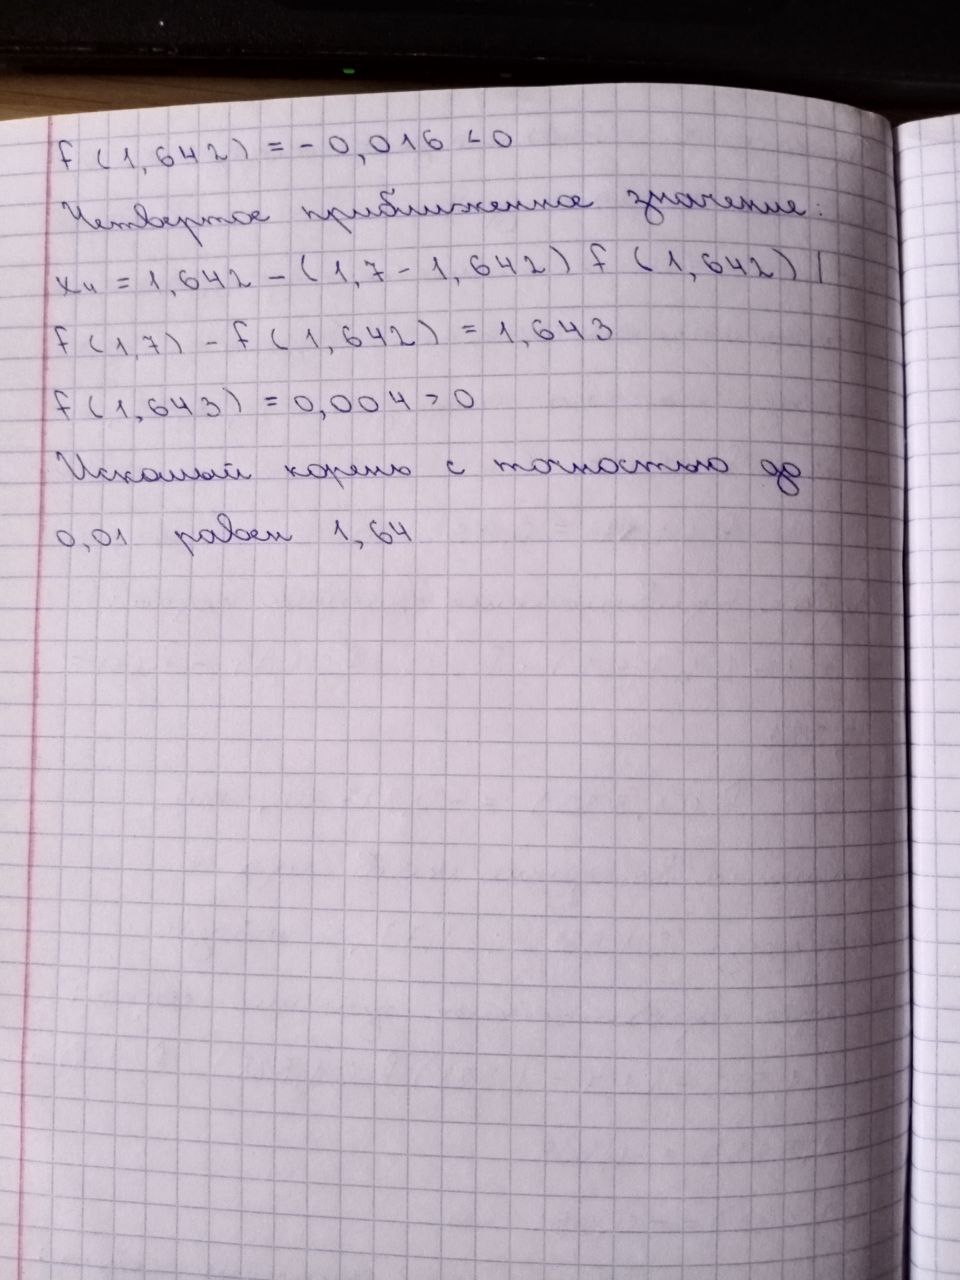 f(1,642) = -0,016 < 0
Четвертое приближенное значение:
x₄ = 1,642 - (1,7 - 1,642) f (1,642) |
f(1,7) - f(1,642) = 1,643
f(1,643) = 0,004 > 0
Искомый корень с точностью до
0,01 равен 1,64